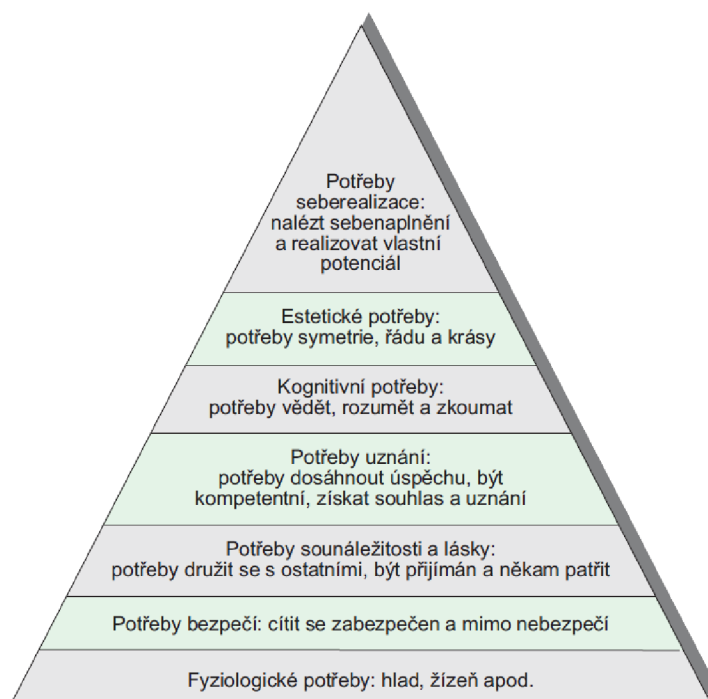 Potřeby
seberealizace:
nalézt sebenaplnění
a realizovat vlastní
potenciál
Estetické potřeby:
potřeby symetrie, řádu a krásy
Kognitivní potřeby:
potřeby vědět, rozumět a zkoumat
Potřeby uznání:
potřeby dosáhnout úspěchu, být
kompetentní, získat souhlas a uznání
Potřeby sounáležitosti a lásky:
potřeby družit se s ostatními, být přijímán a někam patřit
Potřeby bezpečí: cítit se zabezpečen a mimo nebezpečí
Fyziologické potřeby: hlad, žízeň apod.